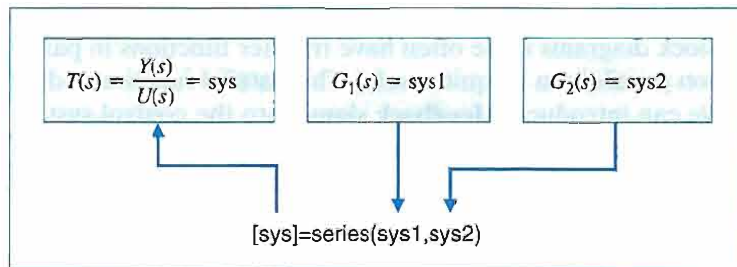 T(s) = Y(s)/U(s) = sys
G₁(s) = sys1
G₂(s) = sys2
[sys]=series(sys1,sys2)